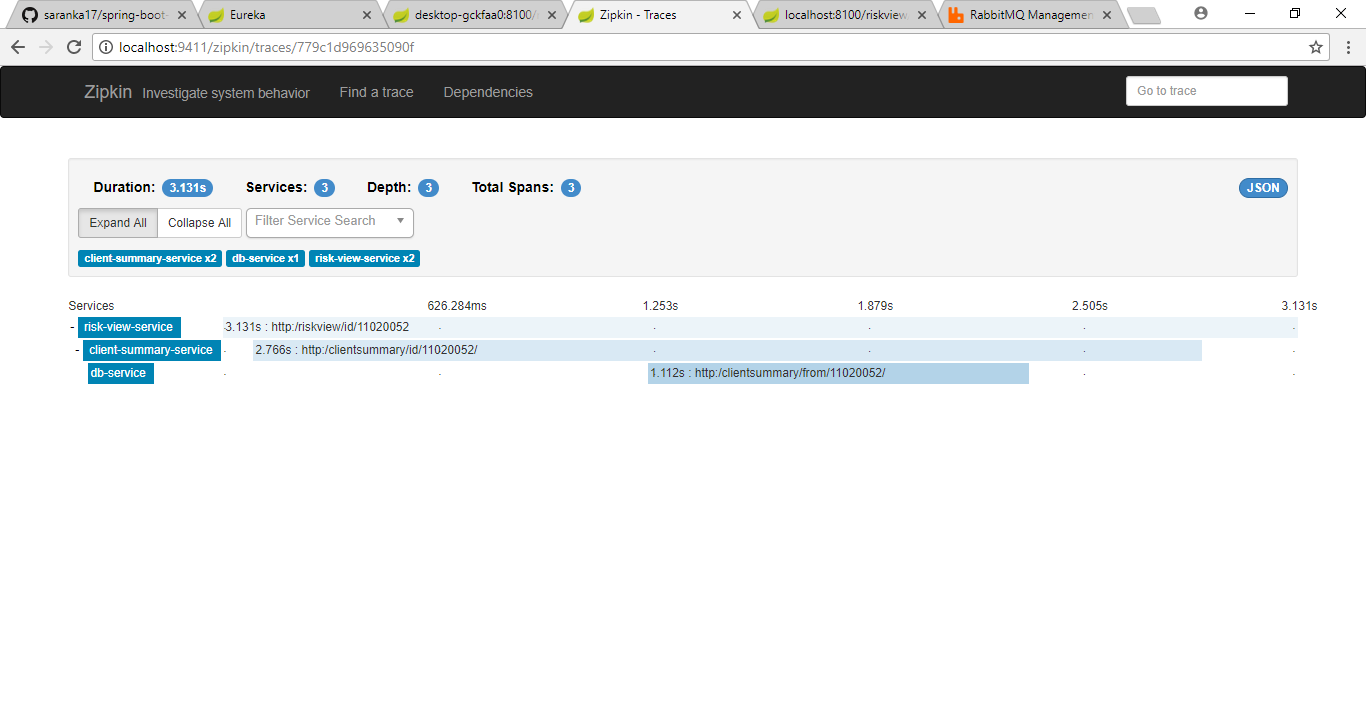 saranka17/spring-boot- Eureka desktop-gckfaa0:8100/ Zipkin - Traces localhost:8100/riskview RabbitMQ Managemen
localhost:9411/zipkin/traces/779c1d969635090f
Zipkin Investigate system behavior Find a trace Dependencies Go to trace
Duration: 3.131s Services: 3 Depth: 3 Total Spans: 3 JSON
Expand All Collapse All Filter Service Search
client-summary-service x2 db-service x1 risk-view-service x2
Services 626.284ms 1.253s 1.879s 2.505s 3.131s
- risk-view-service 3.131s : http:/riskview/id/11020052
- client-summary-service 2.766s : http:/clientsummary/id/11020052/
db-service 1.112s : http:/clientsummary/from/11020052/